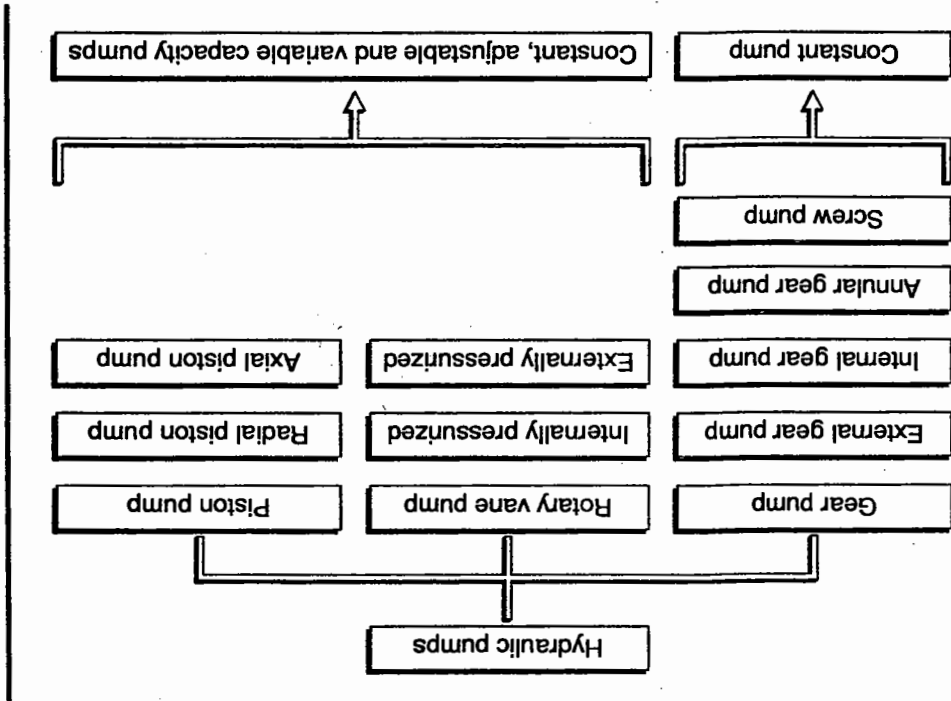 Hydraulic pumps
Gear pump
Rotary vane pump
Piston pump
External gear pump
Internally pressurized
Radial piston pump
Internal gear pump
Externally pressurized
Axial piston pump
Annular gear pump
Screw pump
Constant pump
Constant, adjustable and variable capacity pumps